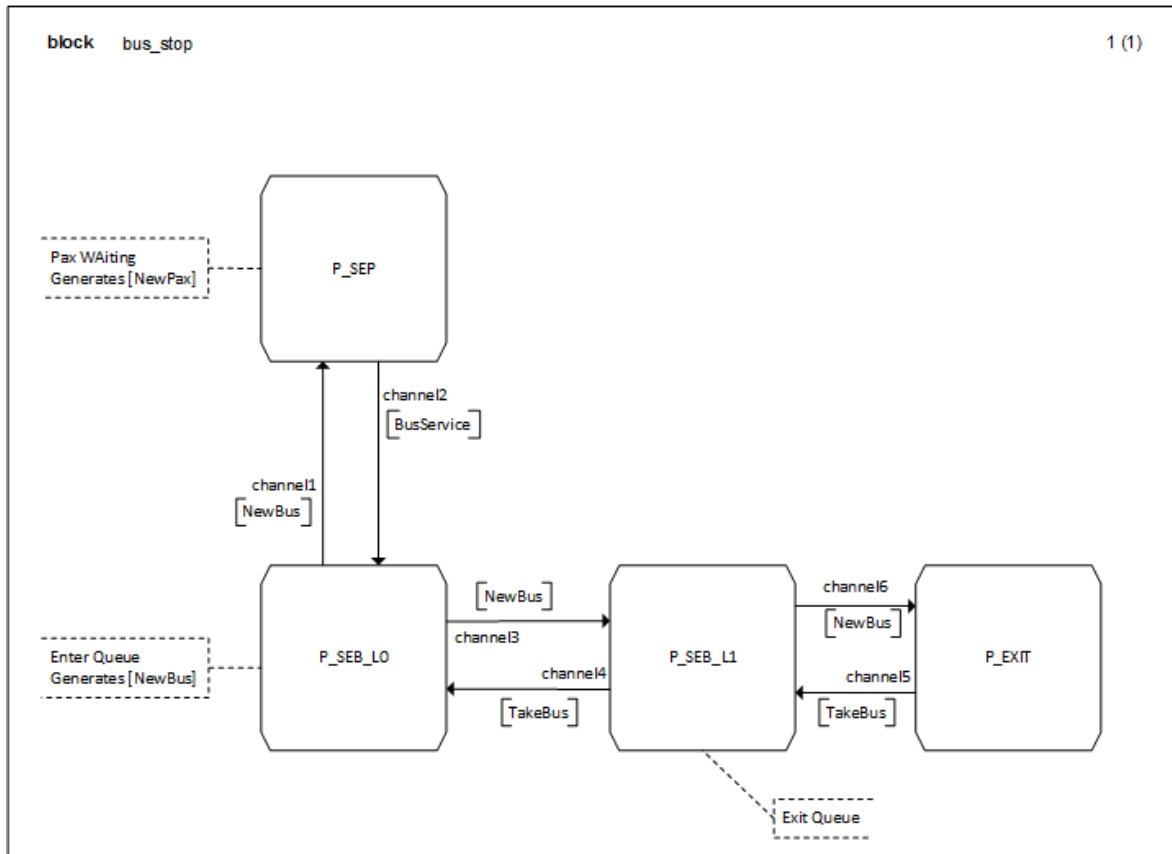 block bus_stop 1 (1)
Pax WAiting
Generates [NewPax]
P_SEP
channel2
[BusService]
channel1
[NewBus]
[NewBus]
channel3
channel6
[NewBus]
Enter Queue
Generates [NewBus]
P_SEB_L0
P_SEB_L1
P_EXIT
channel4
[TakeBus]
channel5
[TakeBus]
Exit Queue